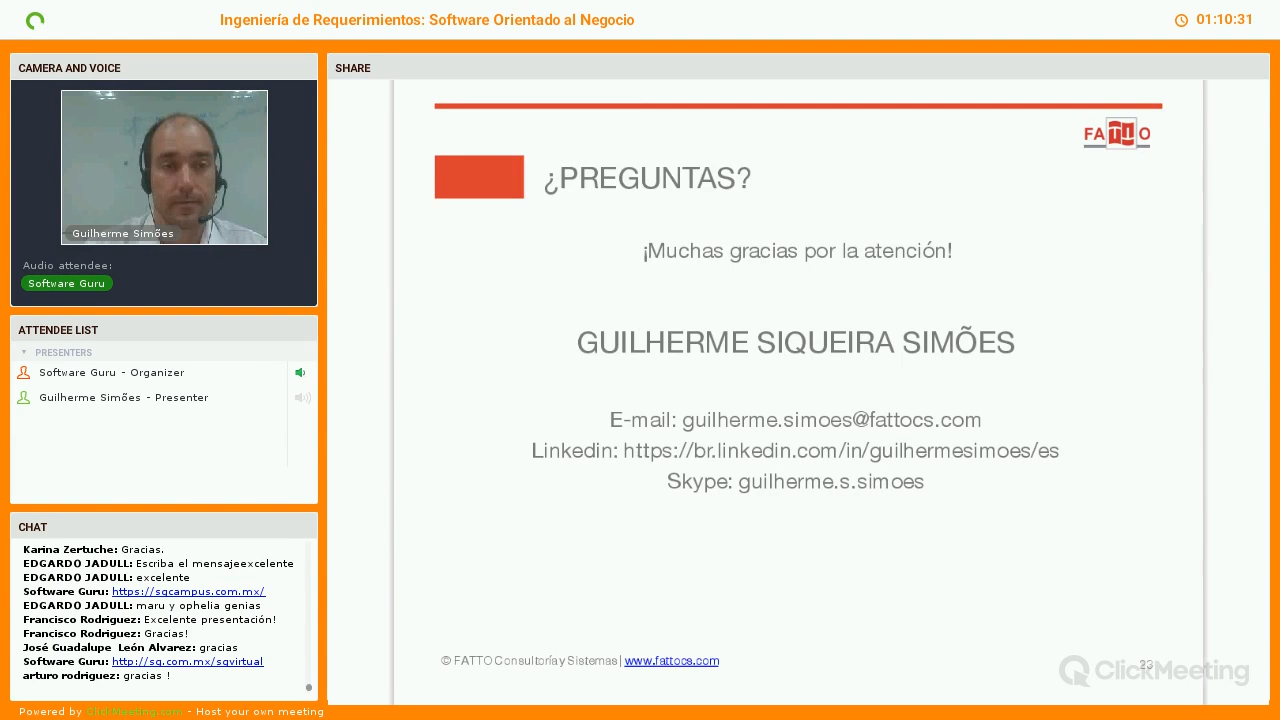 Ingeniería de Requerimientos: Software Orientado al Negocio
01:10:31
CAMERA AND VOICE
Guilherme Simões
Audio attendee:
Software Guru
ATTENDEE LIST
PRESENTERS
Software Guru - Organizer
Guilherme Simões - Presenter
CHAT
Karina Zertuche: Gracias.
EDGARDO JADULL: Escriba el mensajeexcelente
EDGARDO JADULL: excelente
Software Guru: https://sgcampus.com.mx/
EDGARDO JADULL: maru y ophelia genias
Francisco Rodriguez: Excelente presentación!
Francisco Rodriguez: Gracias!
José Guadalupe León Alvarez: gracias
Software Guru: http://sg.com.mx/sgvirtual
arturo rodriguez: gracias !
Powered by ClickMeeting.com - Host your own meeting
SHARE
FATTO
¿PREGUNTAS?
¡Muchas gracias por la atención!
GUILHERME SIQUEIRA SIMÕES
E-mail: guilherme.simoes@fattocs.com
Linkedin: https://br.linkedin.com/in/guilhermesimoes/es
Skype: guilherme.s.simoes
© FATTO Consultoría y Sistemas | www.fattocs.com
23
ClickMeeting